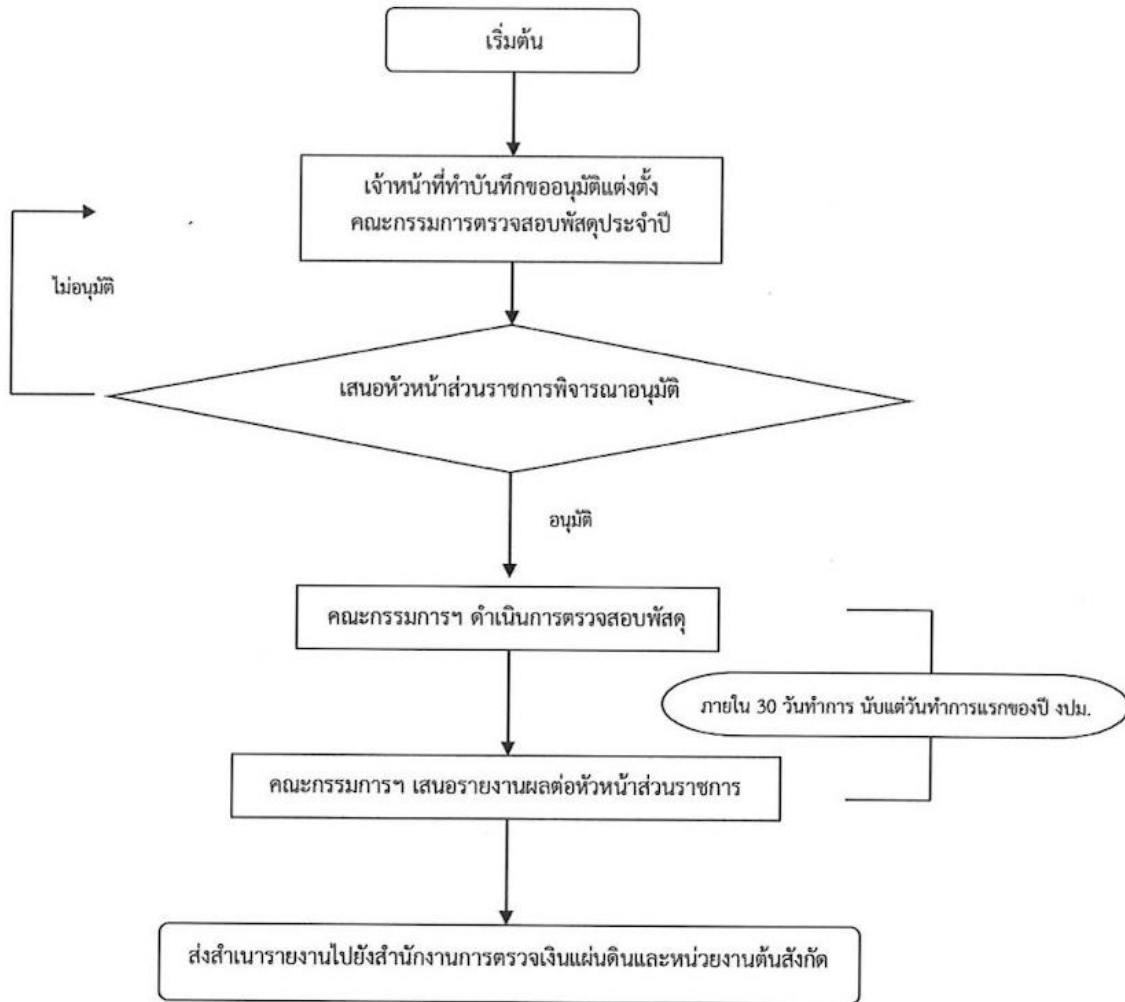 เริ่มต้น
เจ้าหน้าที่ทำบันทึกขออนุมัติแต่งตั้ง
คณะกรรมการตรวจสอบพัสดุประจำปี
ไม่อนุมัติ
เสนอหัวหน้าส่วนราชการพิจารณาอนุมัติ
อนุมัติ
คณะกรรมการฯ ดำเนินการตรวจสอบพัสดุ
ภายใน 30 วันทำการ นับแต่วันทำการแรกของปี งปม.
คณะกรรมการฯ เสนอรายงานผลต่อหัวหน้าส่วนราชการ
ส่งสำเนารายงานไปยังสำนักงานการตรวจเงินแผ่นดินและหน่วยงานต้นสังกัด